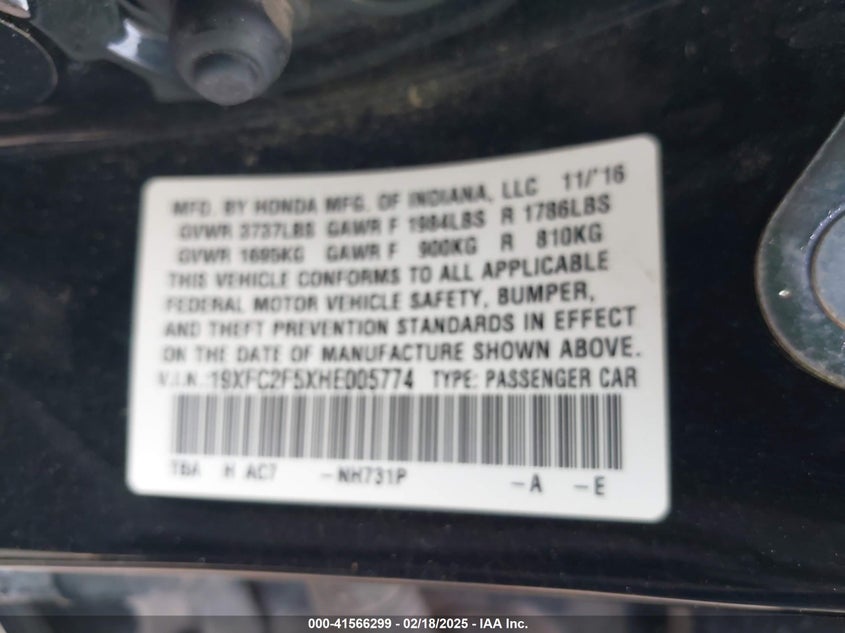 MFD. BY HONDA MFG. OF INDIANA, LLC 11/'16
GVWR 3737LBS GAWR F 1984LBS R 1786LBS
GVWR 1695KG GAWR F 900KG R 810KG
THIS VEHICLE CONFORMS TO ALL APPLICABLE
FEDERAL MOTOR VEHICLE SAFETY, BUMPER,
AND THEFT PREVENTION STANDARDS IN EFFECT
ON THE DATE OF MANUFACTURE SHOWN ABOVE.
V.I.N.:19XFC2F5XHE005774 TYPE: PASSENGER CAR
TBA H AC7 -NH731P -A -E
000-41566299 / 02/18/2025 - IAA Inc.